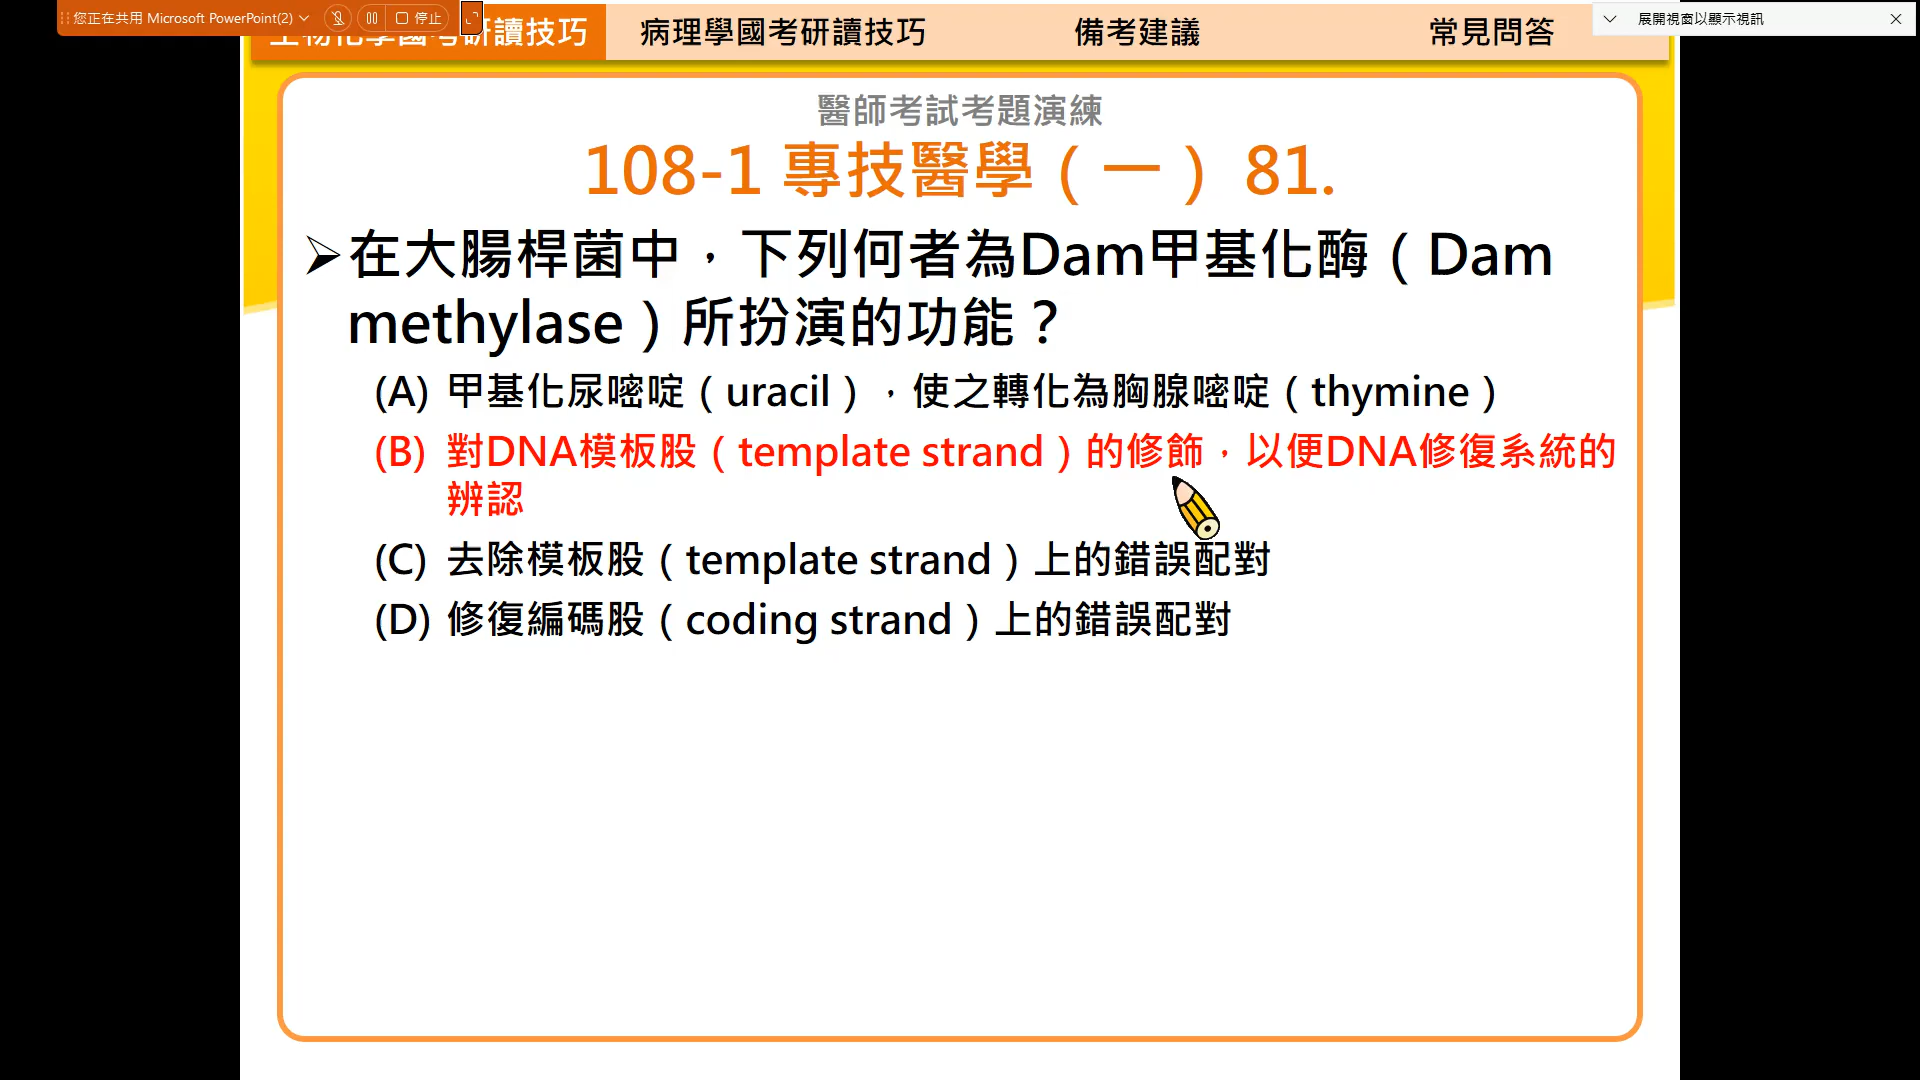 您正在共用 Microsoft PowerPoint(2)
停止
展開視窗以顯示視訊
研讀技巧
病理學國考研讀技巧
備考建議
常見問答
醫師考試考題演練
108-1 專技醫學（一） 81.
➢在大腸桿菌中，下列何者為Dam甲基化酶（Dam
methylase）所扮演的功能？
(A) 甲基化尿嘧啶（uracil），使之轉化為胸腺嘧啶（thymine）
(B) 對DNA模板股（template strand）的修飾，以便DNA修復系統的
辨認
(C) 去除模板股（template strand）上的錯誤配對
(D) 修復編碼股（coding strand）上的錯誤配對